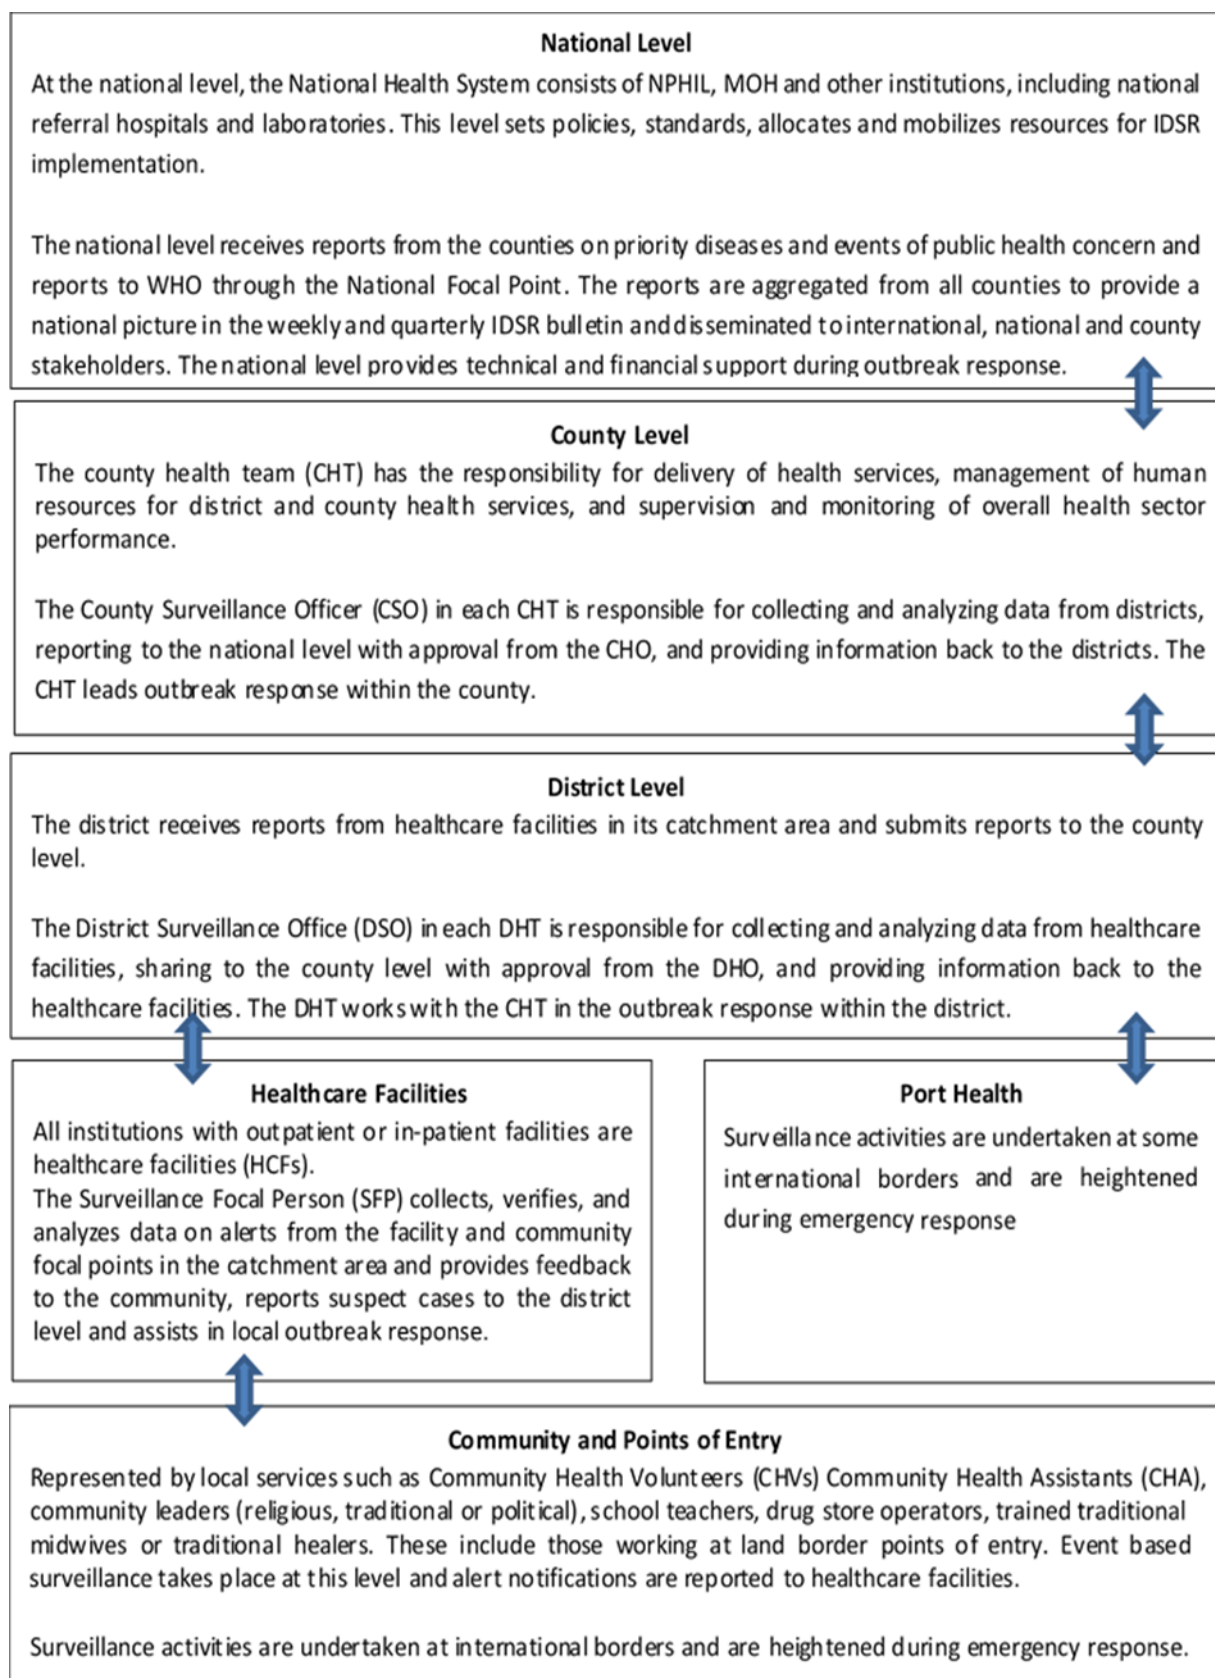 National Level
At the national level, the National Health System consists of NPHIL, MOH and other institutions, including national
referral hospitals and laboratories. This level sets policies, standards, allocates and mobilizes resources for IDSR
implementation.
The national level receives reports from the counties on priority diseases and events of public health concern and
reports to WHO through the National Focal Point. The reports are aggregated from all counties to provide a
national picture in the weekly and quarterly IDSR bulletin and disseminated to international, national and county
stakeholders. The national level provides technical and financial support during outbreak response.
County Level
The county health team (CHT) has the responsibility for delivery of health services, management of human
resources for district and county health services, and supervision and monitoring of overall health sector
performance.
The County Surveillance Officer (CSO) in each CHT is responsible for collecting and analyzing data from districts,
reporting to the national level with approval from the CHO, and providing information back to the districts. The
CHT leads outbreak response within the county.
District Level
The district receives reports from healthcare facilities in its catchment area and submits reports to the county
level.
The District Surveillance Office (DSO) in each DHT is responsible for collecting and analyzing data from healthcare
facilities, sharing to the county level with approval from the DHO, and providing information back to the
healthcare facilities. The DHT works with the CHT in the outbreak response within the district.
Healthcare Facilities
All institutions with outpatient or in-patient facilities are
healthcare facilities (HCFs).
The Surveillance Focal Person (SFP) collects, verifies, and
analyzes data on alerts from the facility and community
focal points in the catchment area and provides feedback
to the community, reports suspect cases to the district
level and assists in local outbreak response.
Port Health
Surveillance activities are undertaken at some
international borders and are heightened
during emergency response
Community and Points of Entry
Represented by local services such as Community Health Volunteers (CHVs) Community Health Assistants (CHA),
community leaders (religious, traditional or political), school teachers, drug store operators, trained traditional
midwives or traditional healers. These include those working at land border points of entry. Event based
surveillance takes place at this level and alert notifications are reported to healthcare facilities.
Surveillance activities are undertaken at international borders and are heightened during emergency response.